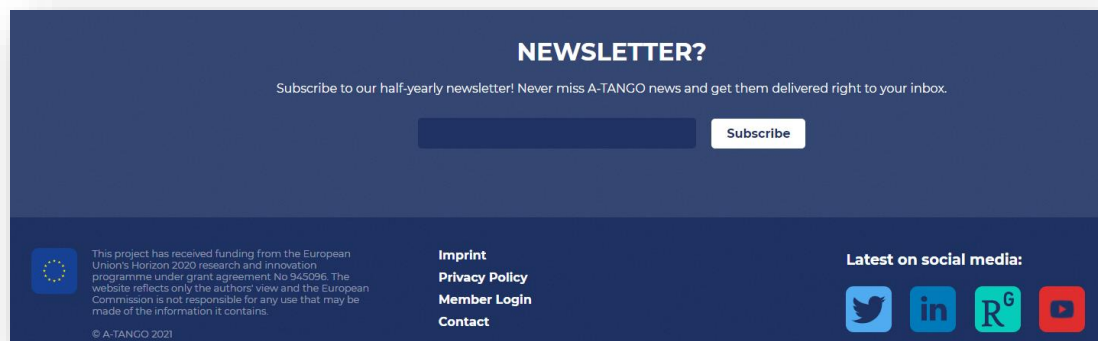 NEWSLETTER?
Subscribe to our half-yearly newsletter! Never miss A-TANGO news and get them delivered right to your inbox.
Subscribe
This project has received funding from the European
Union's Horizon 2020 research and innovation
programme under grant agreement No 945096. The
website reflects only the authors' view and the European
Commission is not responsible for any use that may be
made of the information it contains.
© A-TANGO 2021
Imprint
Privacy Policy
Member Login
Contact
Latest on social media:
in
RG